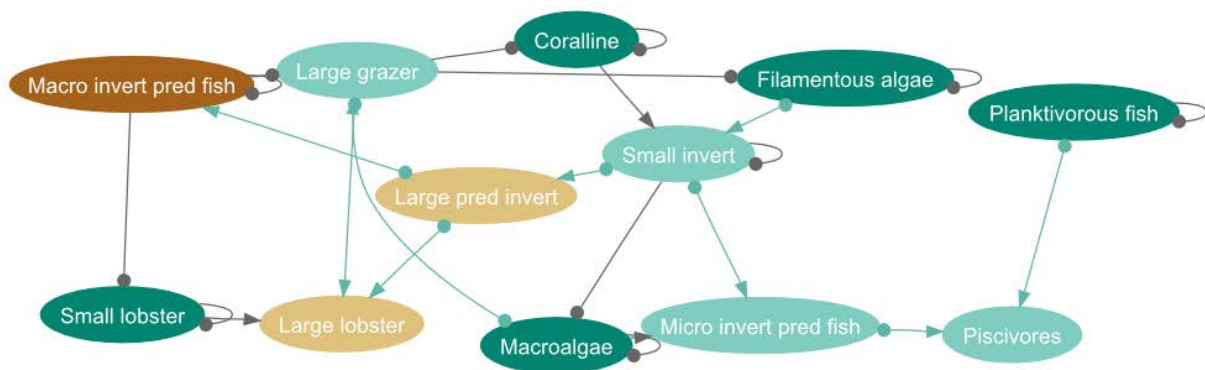 Coralline
Large grazer
Macro invert pred fish
Filamentous algae
Planktivorous fish
Small invert
Large pred invert
Small lobster
Large lobster
Macroalgae
Micro invert pred fish
Piscivores